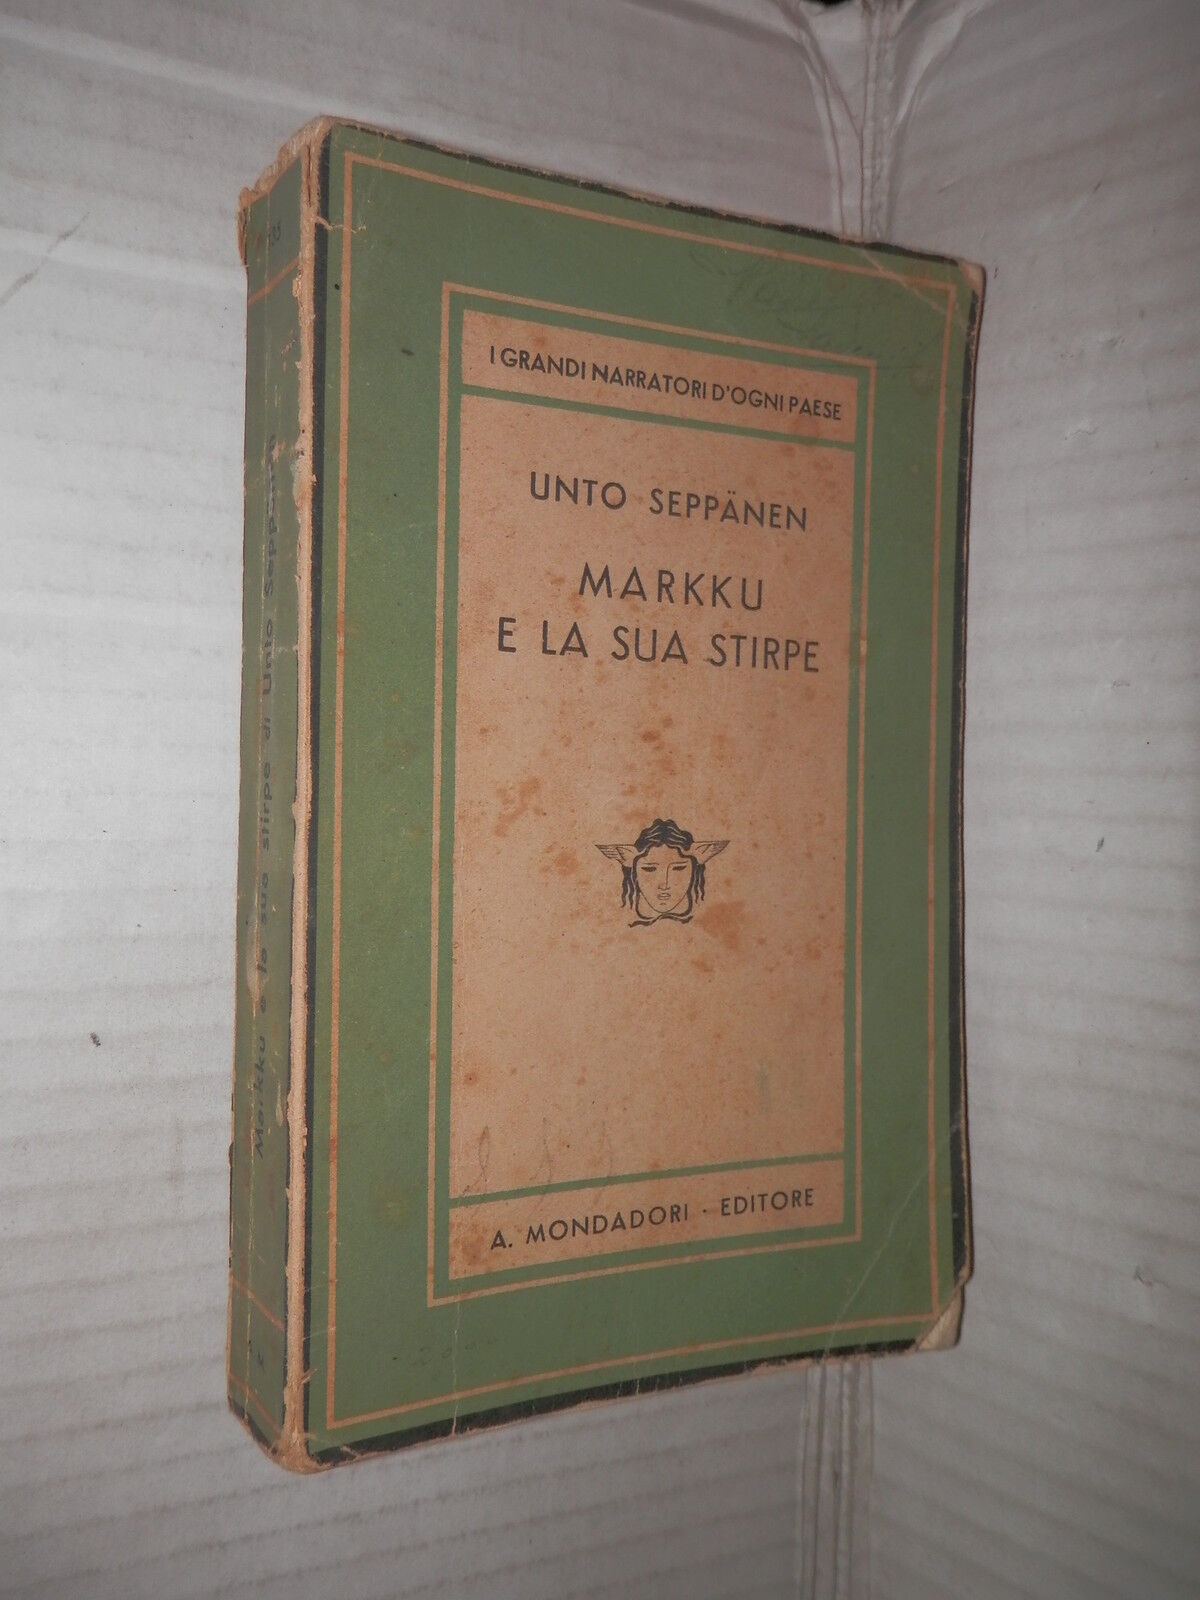 I GRANDI NARRATORI D'OGNI PAESE
UNTO SEPPÄNEN
MARKKU
E LA SUA STIRPE
A. MONDADORI · EDITORE
Markku e la sua stirpe di Unto Seppänen